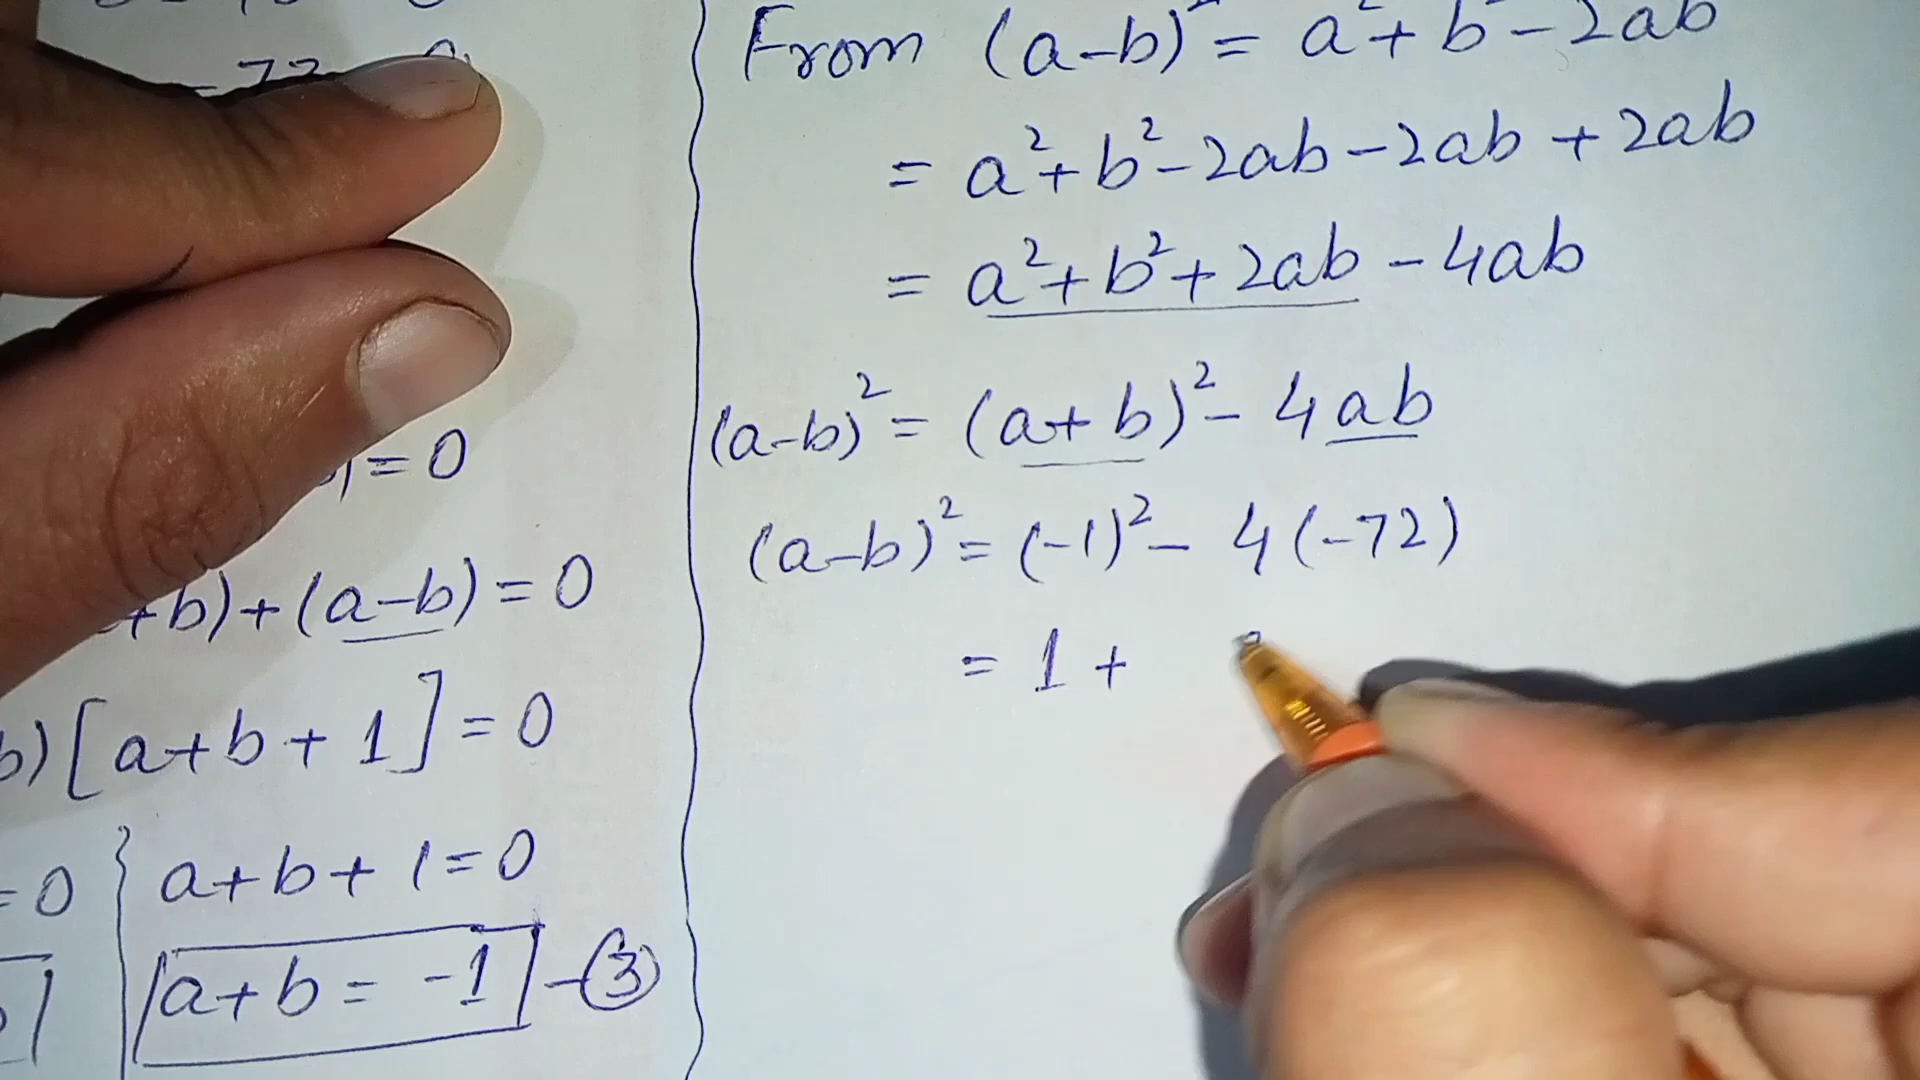 -72
=0
+b)+(a-b)=0
b)[a+b+1]=0
=0
a+b+1=0
a+b=-1 -③
From (a-b)²=a²+b²-2ab
=a²+b²-2ab-2ab+2ab
=a²+b²+2ab-4ab
(a-b)²=(a+b)²-4ab
(a-b)²=(-1)²-4(-72)
=1+